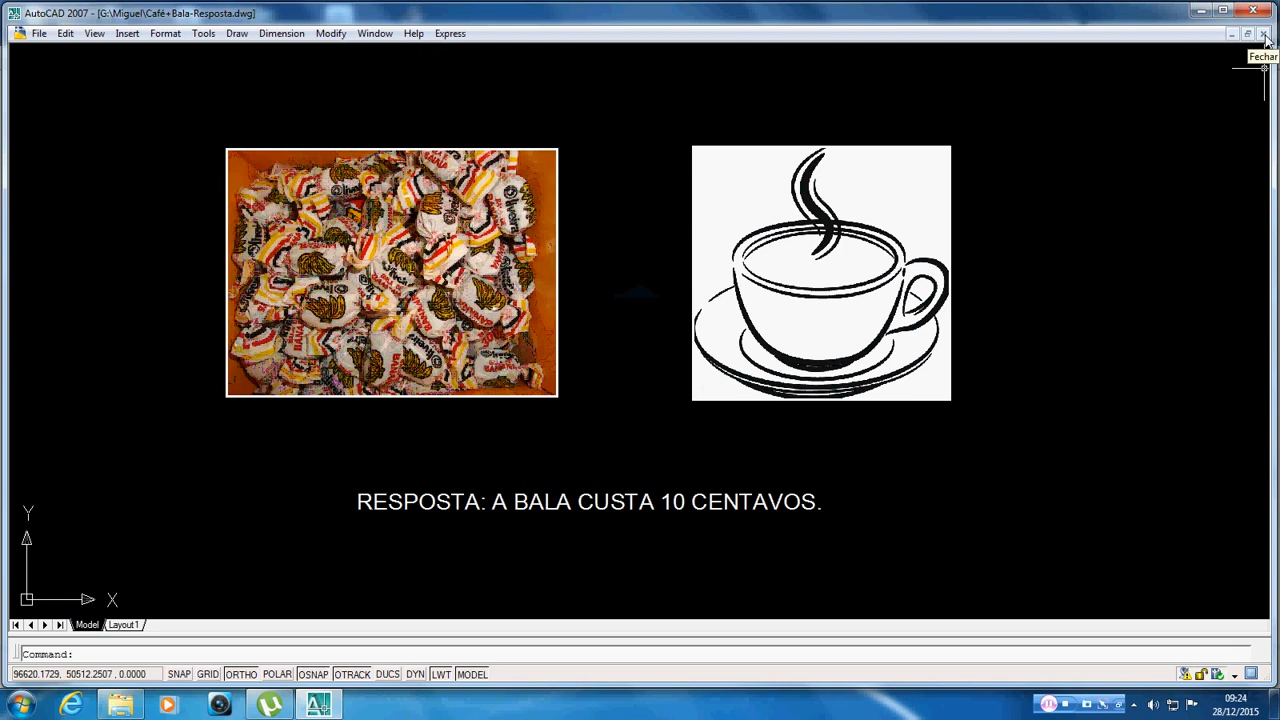 AutoCAD 2007 - [G:\Miguel\Café+Bala-Resposta.dwg]
File Edit View Insert Format Tools Draw Dimension Modify Window Help Express
Fechar
RESPOSTA: A BALA CUSTA 10 CENTAVOS.
Y
X
Model Layout1
Command:
96620.1729, 50512.2507 , 0.0000 SNAP GRID ORTHO POLAR OSNAP OTRACK DUCS DYN LWT MODEL
09:24
28/12/2015